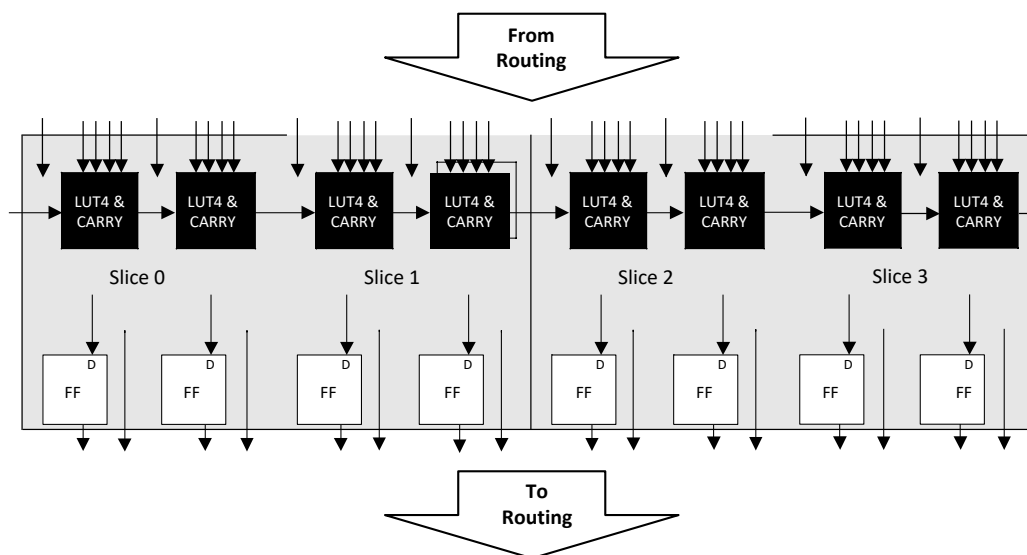 From
Routing
LUT4 &
CARRY
LUT4 &
CARRY
LUT4 &
CARRY
LUT4 &
CARRY
LUT4 &
CARRY
LUT4 &
CARRY
LUT4 &
CARRY
LUT4 &
CARRY
Slice 0
Slice 1
Slice 2
Slice 3
D
FF
D
FF
D
FF
D
FF
D
FF
D
FF
D
FF
D
FF
To
Routing